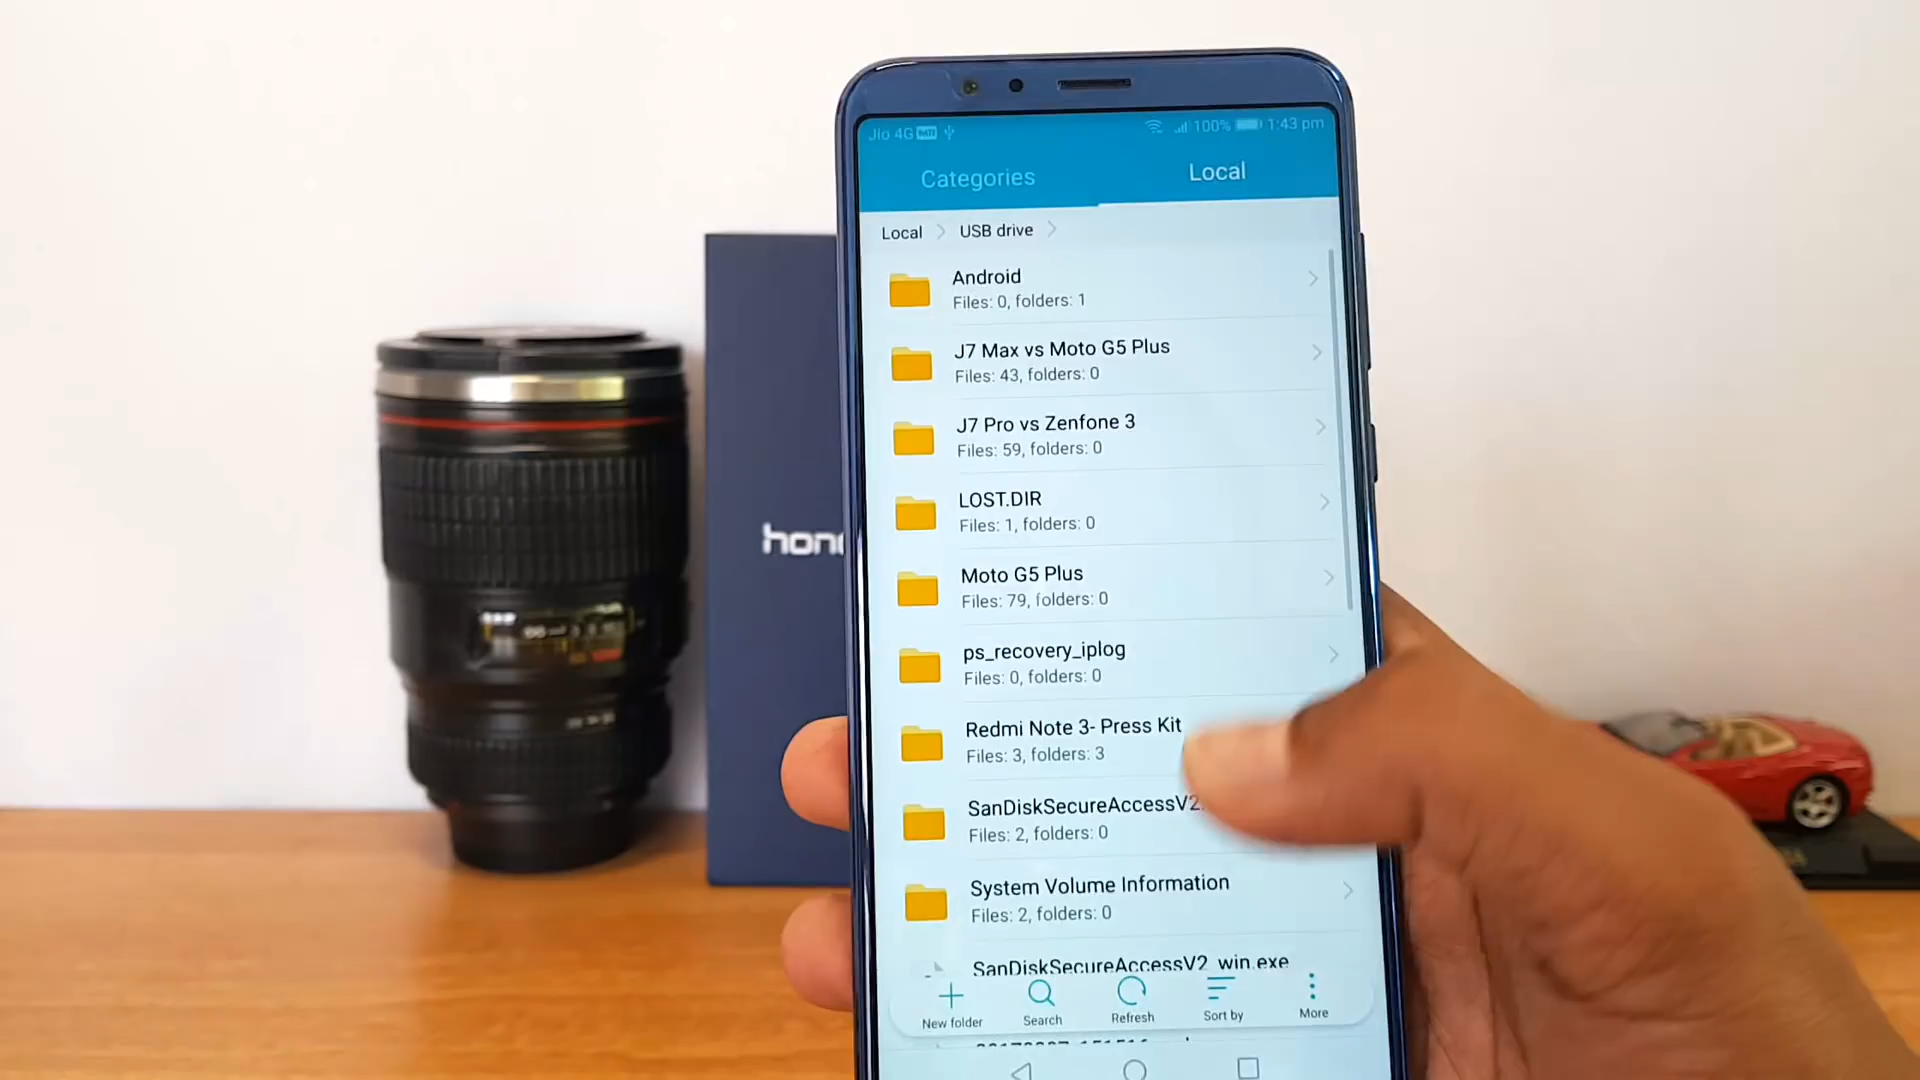 Jio 4G
100% 1:43 pm
Categories
Local
Local
USB drive
Android
Files: 0, folders: 1
J7 Max vs Moto G5 Plus
Files: 43, folders: 0
J7 Pro vs Zenfone 3
Files: 59, folders: 0
LOST.DIR
Files: 1, folders: 0
Moto G5 Plus
Files: 79, folders: 0
ps_recovery_iplog
Files: 0, folders: 0
Redmi Note 3- Press Kit
Files: 3, folders: 3
SanDiskSecureAccessV2
Files: 2, folders: 0
System Volume Information
Files: 2, folders: 0
SanDiskSecureAccessV2_win.exe
New folder
Search
Refresh
Sort by
More
hono